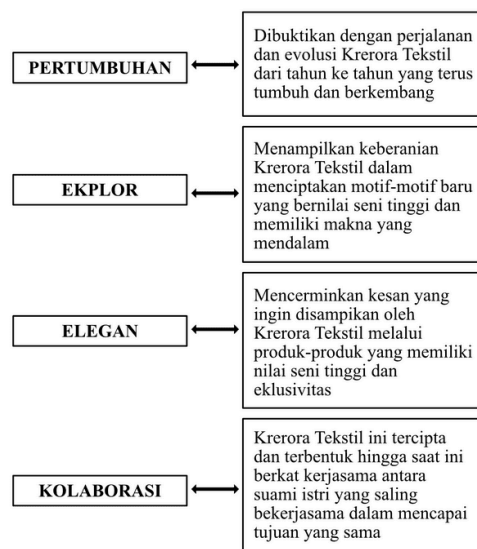 PERTUMBUHAN
Dibuktikan dengan perjalanan
dan evolusi Krerora Tekstil
dari tahun ke tahun yang terus
tumbuh dan berkembang
EKPLOR
Menampilkan keberanian
Krerora Tekstil dalam
menciptakan motif-motif baru
yang bernilai seni tinggi dan
memiliki makna yang
mendalam
ELEGAN
Mencerminkan kesan yang
ingin disampikan oleh
Krerora Tekstil melalui
produk-produk yang memiliki
nilai seni tinggi dan
eklusivitas
KOLABORASI
Krerora Tekstil ini tercipta
dan terbentuk hingga saat ini
berkat kerjasama antara
suami istri yang saling
bekerjasama dalam mencapai
tujuan yang sama